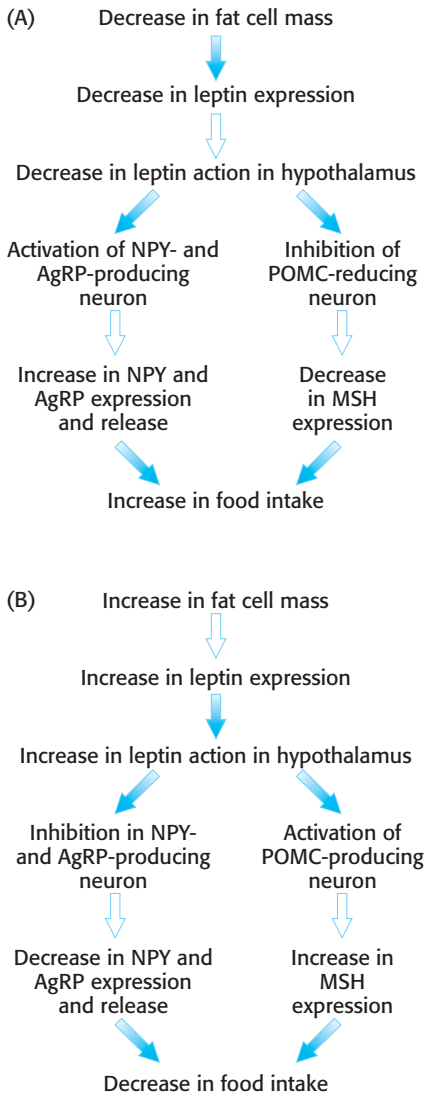 (A)
Decrease in fat cell mass
Decrease in leptin expression
Decrease in leptin action in hypothalamus
Activation of NPY- and
AgRP-producing
neuron
Inhibition of
POMC-reducing
neuron
Increase in NPY and
AgRP expression
and release
Decrease
in MSH
expression
Increase in food intake
(B)
Increase in fat cell mass
Increase in leptin expression
Increase in leptin action in hypothalamus
Inhibition in NPY-
and AgRP-producing
neuron
Activation of
POMC-producing
neuron
Decrease in NPY and
AgRP expression
and release
Increase in
MSH
expression
Decrease in food intake